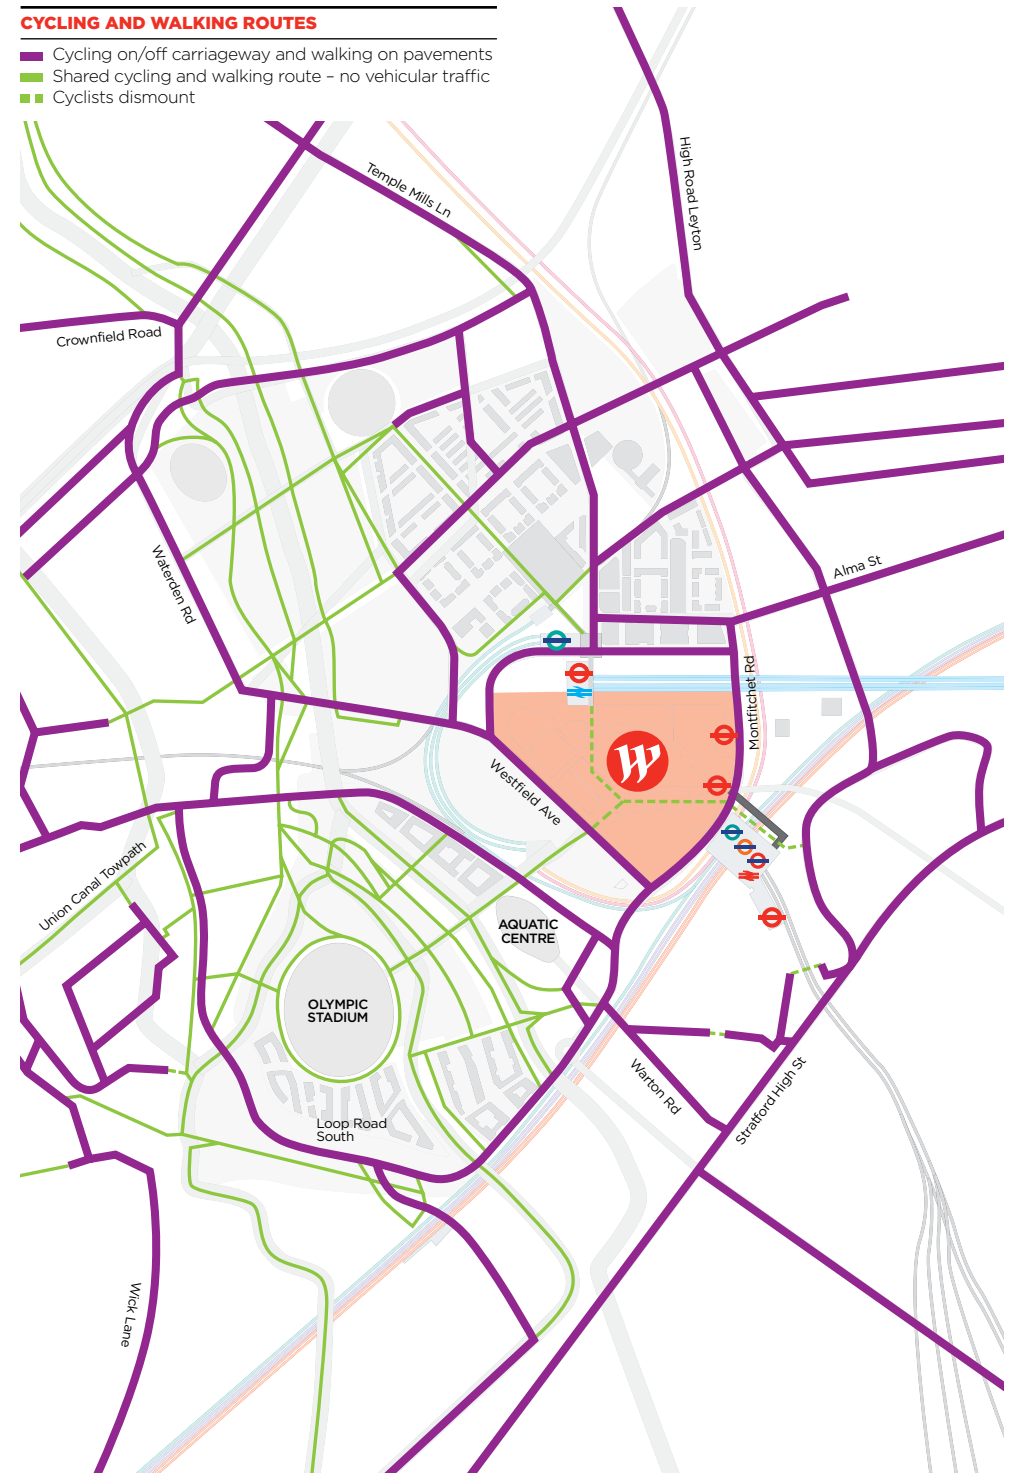 CYCLING AND WALKING ROUTES
Cycling on/off carriageway and walking on pavements
Shared cycling and walking route – no vehicular traffic
Cyclists dismount
High Road Leyton
Temple Mills Ln
Crownfield Road
Waterden Rd
Alma St
Montfitchet Rd
W
Westfield Ave
Union Canal Towpath
AQUATIC
CENTRE
OLYMPIC
STADIUM
Warton Rd
Stratford High St
Loop Road
South
Wick Lane